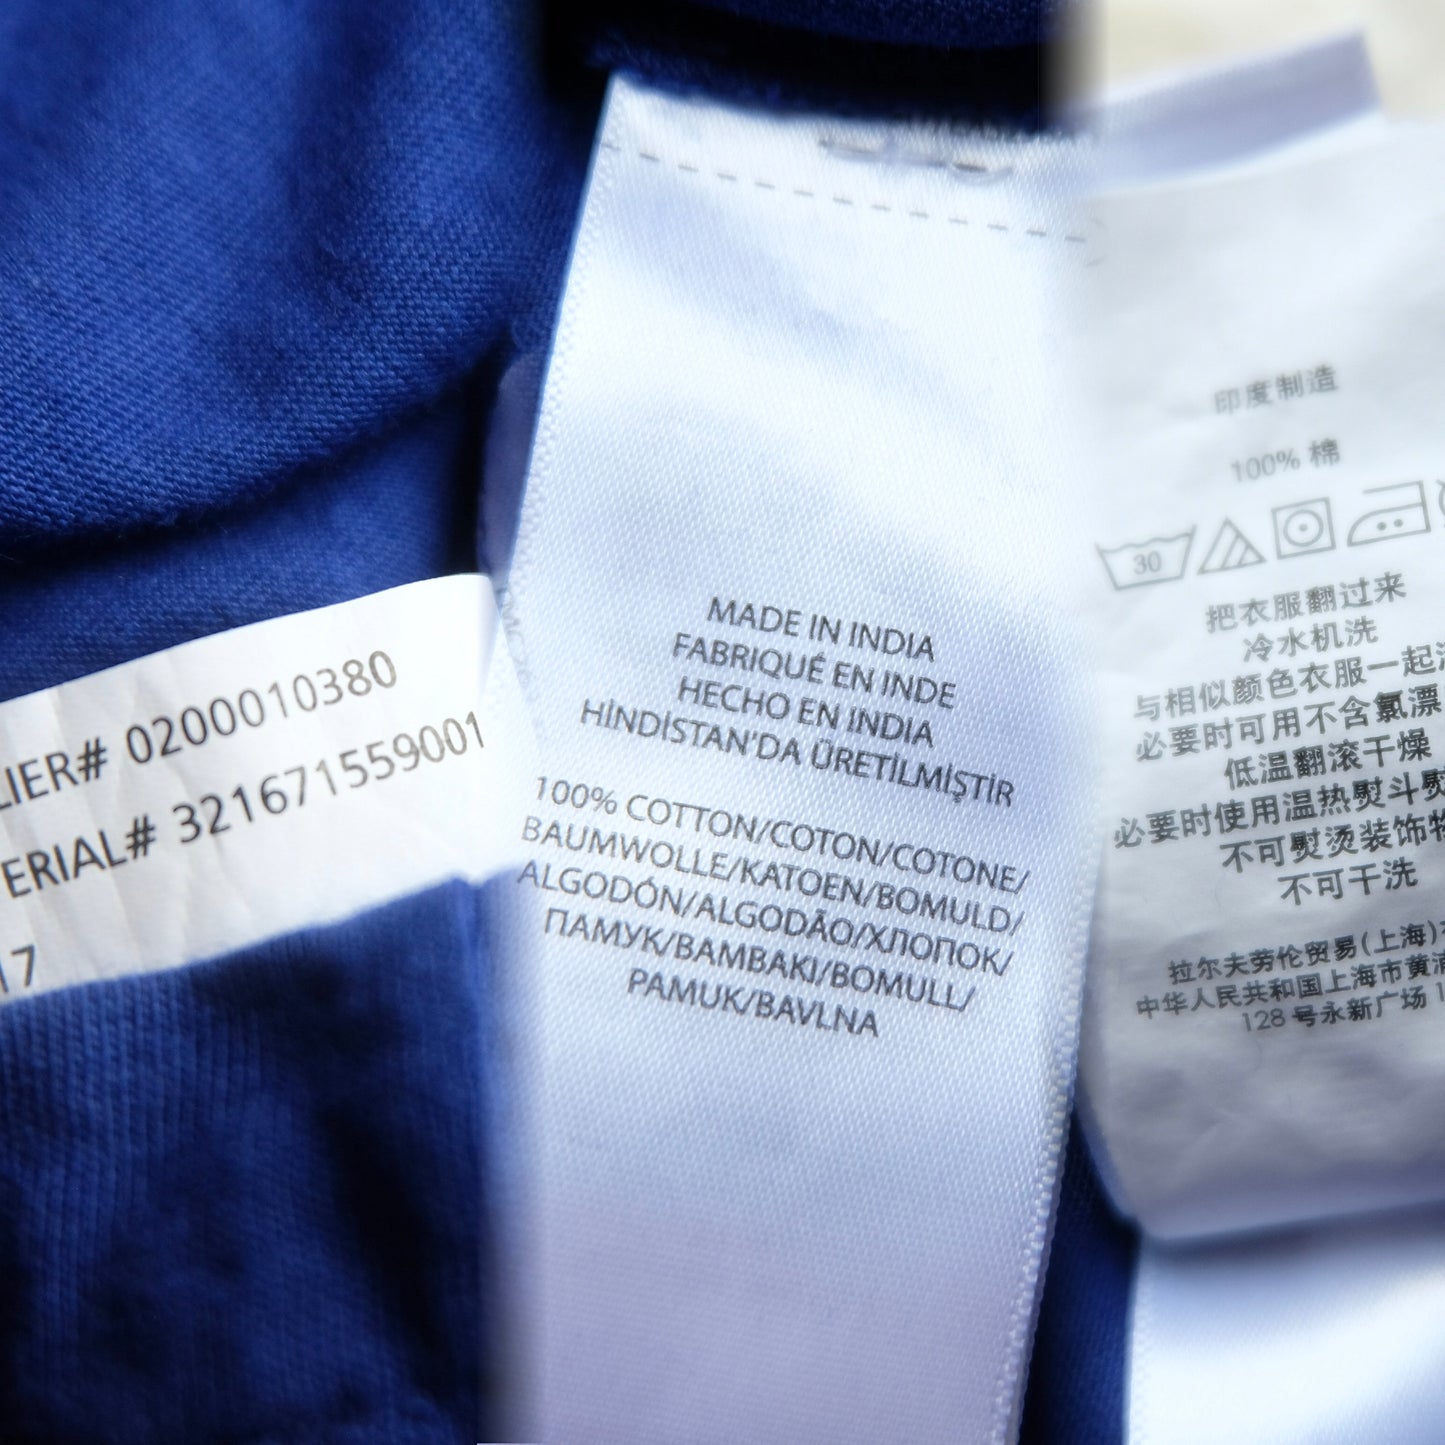 LIER# 0200010380
ERIAL# 321671559001
17
MADE IN INDIA
FABRIQUÉ EN INDE
HECHO EN INDIA
HİNDİSTAN'DA ÜRETİLMİŞTİR
100% COTTON/COTON/COTONE/
BAUMWOLLE/KATOEN/BOMULD/
ALGODÓN/ALGODÃO/ХЛОПОК/
ПАМУК/BAMBAKI/BOMULL/
PAMUK/BAVLNA
印度制造
100% 棉
30
把衣服翻过来
冷水机洗
与相似颜色衣服一起
必要时可用不含氯漂
低温翻滚干燥
必要时使用温热熨斗熨
不可熨烫装饰物
不可干洗
拉尔夫劳伦贸易(上海)
中华人民共和国上海市黄浦
128 号永新广场 1